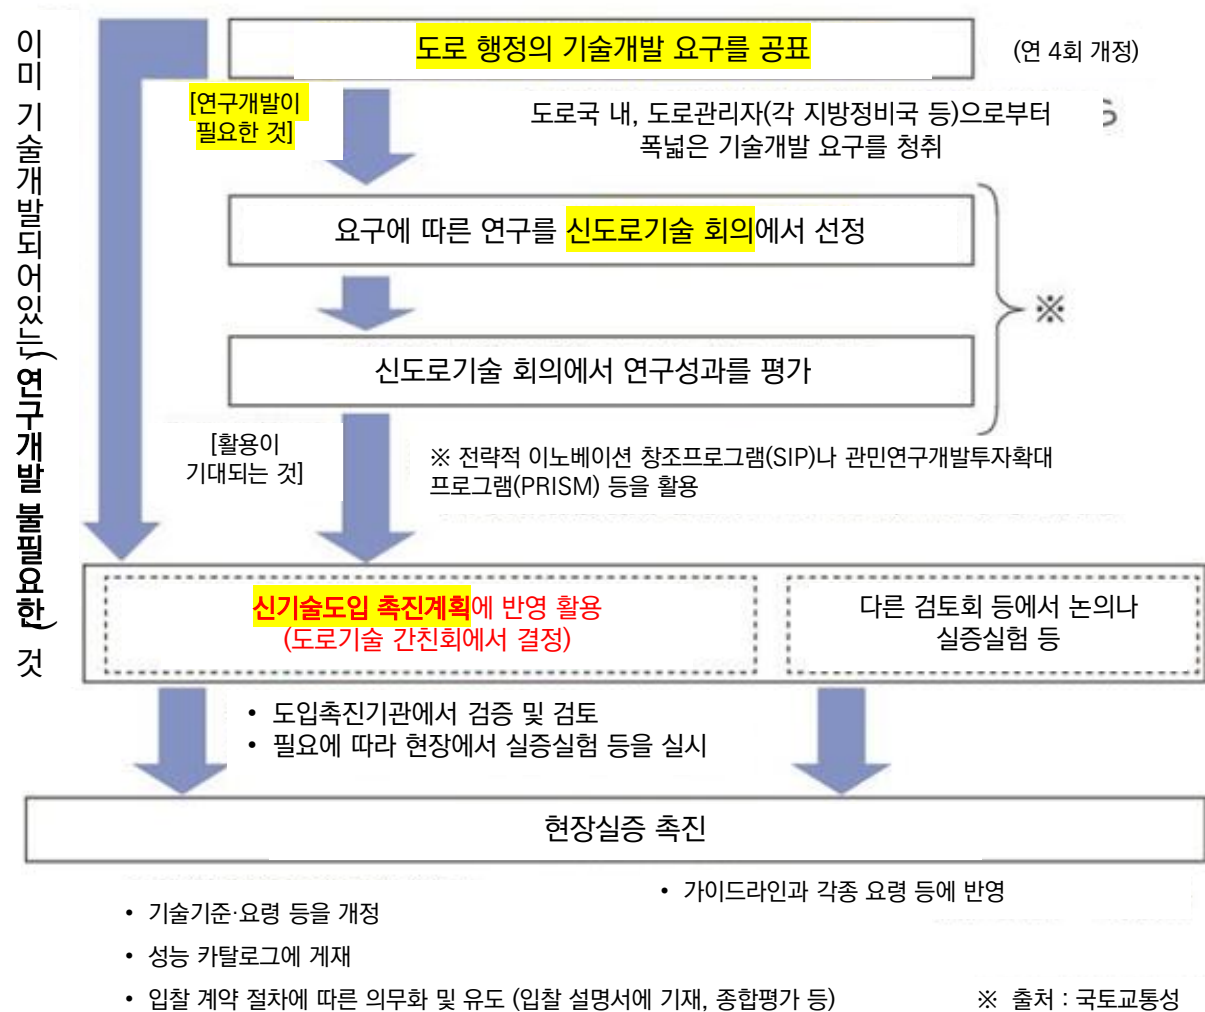 도로 행정의 기술개발 요구를 공표
(연 4회 개정)
이미 기술개발되어있는(연구개발 불필요한) 것
[연구개발이
필요한 것]
도로국 내, 도로관리자(각 지방정비국 등)으로부터
폭넓은 기술개발 요구를 청취
요구에 따른 연구를 신도로기술 회의에서 선정
※
신도로기술 회의에서 연구성과를 평가
[활용이
기대되는 것]
※ 전략적 이노베이션 창조프로그램(SIP)나 관민연구개발투자확대
프로그램(PRISM) 등을 활용
신기술도입 촉진계획에 반영 활용
(도로기술 간친회에서 결정)
다른 검토회 등에서 논의나
실증실험 등
• 도입촉진기관에서 검증 및 검토
• 필요에 따라 현장에서 실증실험 등을 실시
현장실증 촉진
• 가이드라인과 각종 요령 등에 반영
• 기술기준·요령 등을 개정
• 성능 카탈로그에 게재
• 입찰 계약 절차에 따른 의무화 및 유도 (입찰 설명서에 기재, 종합평가 등)
※ 출처 : 국토교통성